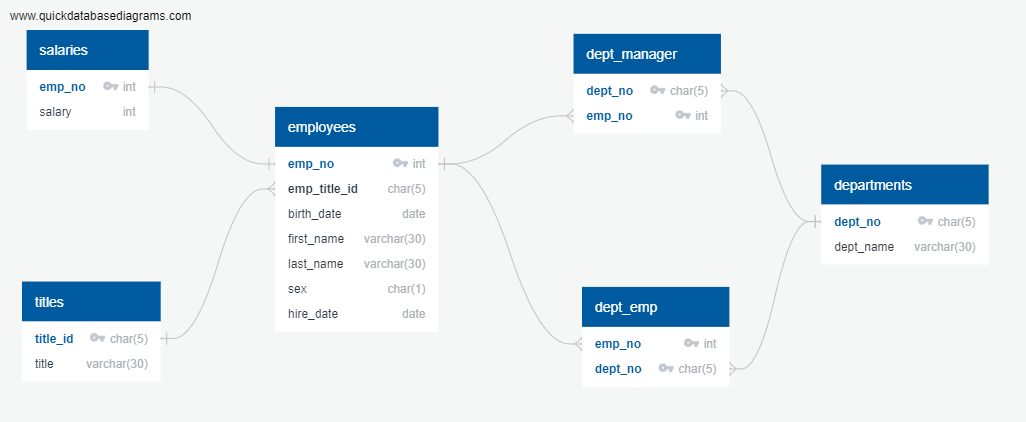 www.quickdatabasediagrams.com
salaries
emp_no int
salary int
employees
emp_no int
emp_title_id char(5)
birth_date date
first_name varchar(30)
last_name varchar(30)
sex char(1)
hire_date date
titles
title_id char(5)
title varchar(30)
dept_manager
dept_no char(5)
emp_no int
departments
dept_no char(5)
dept_name varchar(30)
dept_emp
emp_no int
dept_no char(5)